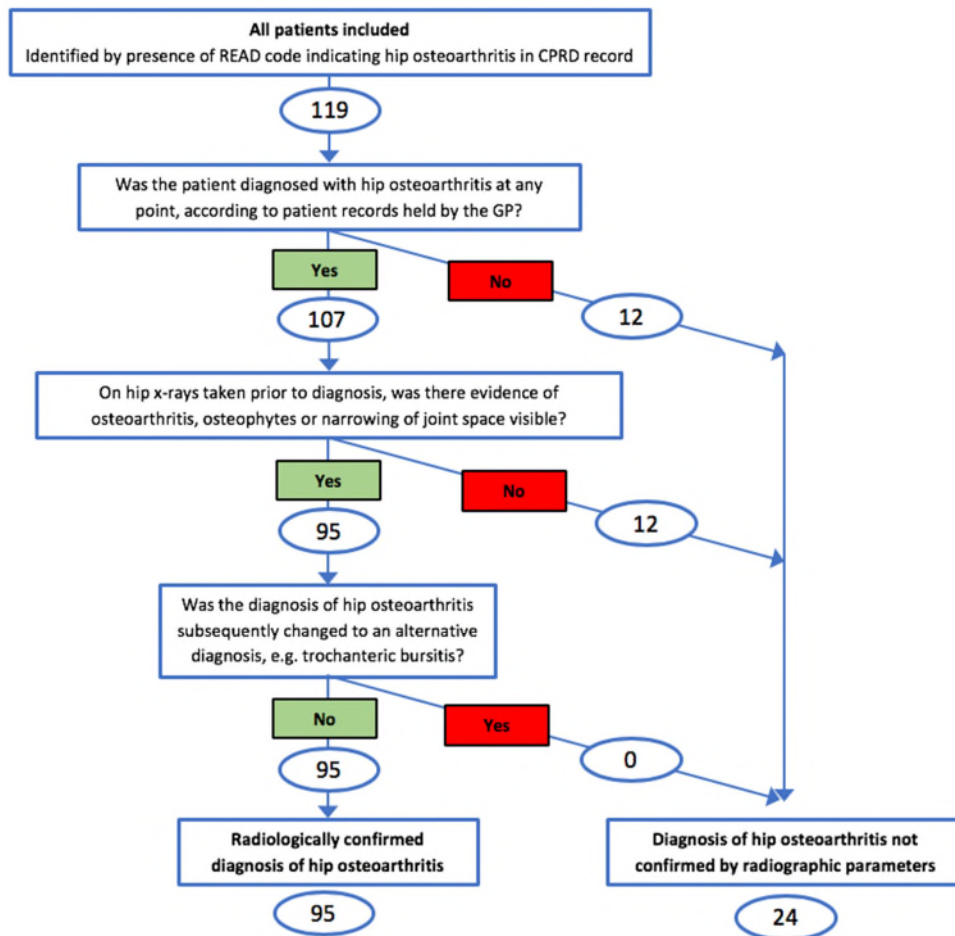 All patients included
Identified by presence of READ code indicating hip osteoarthritis in CPRD record
119
Was the patient diagnosed with hip osteoarthritis at any
point, according to patient records held by the GP?
Yes
No
107
12
On hip x-rays taken prior to diagnosis, was there evidence of
osteoarthritis, osteophytes or narrowing of joint space visible?
Yes
No
95
12
Was the diagnosis of hip osteoarthritis
subsequently changed to an alternative
diagnosis, e.g. trochanteric bursitis?
No
Yes
95
0
Radiologically confirmed
diagnosis of hip osteoarthritis
Diagnosis of hip osteoarthritis not
confirmed by radiographic parameters
95
24